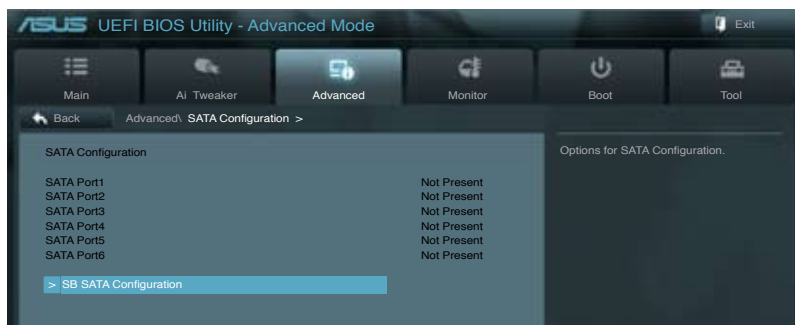 ASUS UEFI BIOS Utility - Advanced Mode Exit
Main Ai Tweaker Advanced Monitor Boot Tool
Back Advanced\ SATA Configuration >
SATA Configuration Options for SATA Configuration.
SATA Port1 Not Present
SATA Port2 Not Present
SATA Port3 Not Present
SATA Port4 Not Present
SATA Port5 Not Present
SATA Port6 Not Present
> SB SATA Configuration